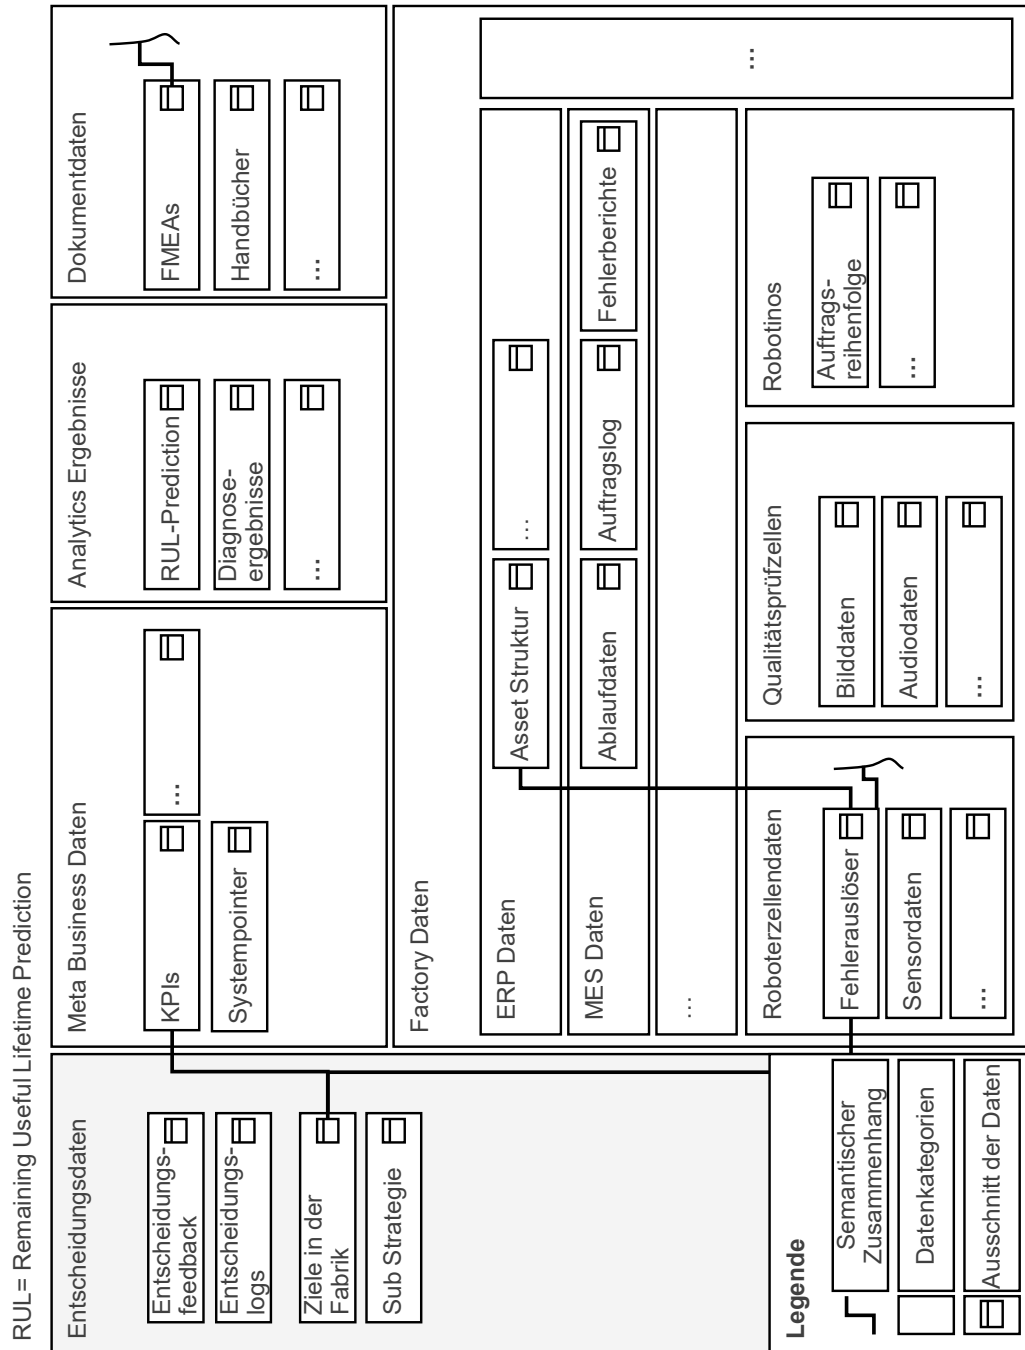 RUL= Remaining Useful Lifetime Prediction
Entscheidungsdaten
Entscheidungs-
feedback
Entscheidungs-
logs
Ziele in der
Fabrik
Sub Strategie
Meta Business Daten
KPIs
...
Systempointer
Analytics Ergebnisse
RUL-Prediction
Diagnose-
ergebnisse
...
Dokumentdaten
FMEAs
Handbücher
...
Factory Daten
ERP Daten
Asset Struktur
...
MES Daten
Ablaufdaten
Auftragslog
Fehlerberichte
...
...
Roboterzellendaten
Fehlerauslöser
Sensordaten
...
Qualitätsprüfzellen
Bilddaten
Audiodaten
...
Robotinos
Auftrags-
reihenfolge
...
Legende
Semantischer
Zusammenhang
Datenkategorien
Ausschnitt der Daten